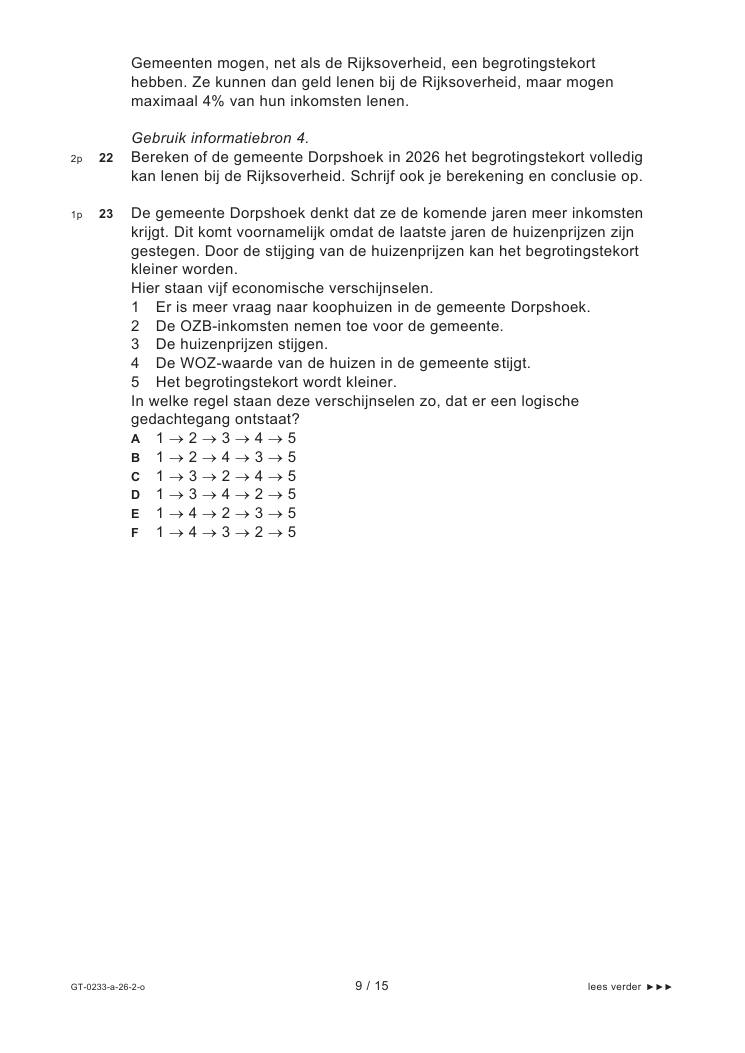 Gemeenten mogen, net als de Rijksoverheid, een begrotingstekort
hebben. Ze kunnen dan geld lenen bij de Rijksoverheid, maar mogen
maximaal 4% van hun inkomsten lenen.
Gebruik informatiebron 4.
2p 22 Bereken of de gemeente Dorpshoek in 2026 het begrotingstekort volledig
kan lenen bij de Rijksoverheid. Schrijf ook je berekening en conclusie op.
1p 23 De gemeente Dorpshoek denkt dat ze de komende jaren meer inkomsten
krijgt. Dit komt voornamelijk omdat de laatste jaren de huizenprijzen zijn
gestegen. Door de stijging van de huizenprijzen kan het begrotingstekort
kleiner worden.
Hier staan vijf economische verschijnselen.
1 Er is meer vraag naar koophuizen in de gemeente Dorpshoek.
2 De OZB-inkomsten nemen toe voor de gemeente.
3 De huizenprijzen stijgen.
4 De WOZ-waarde van de huizen in de gemeente stijgt.
5 Het begrotingstekort wordt kleiner.
In welke regel staan deze verschijnselen zo, dat er een logische
gedachtegang ontstaat?
A 1 → 2 → 3 → 4 → 5
B 1 → 2 → 4 → 3 → 5
C 1 → 3 → 2 → 4 → 5
D 1 → 3 → 4 → 2 → 5
E 1 → 4 → 2 → 3 → 5
F 1 → 4 → 3 → 2 → 5
GT-0233-a-26-2-o 9 / 15 lees verder ►►►